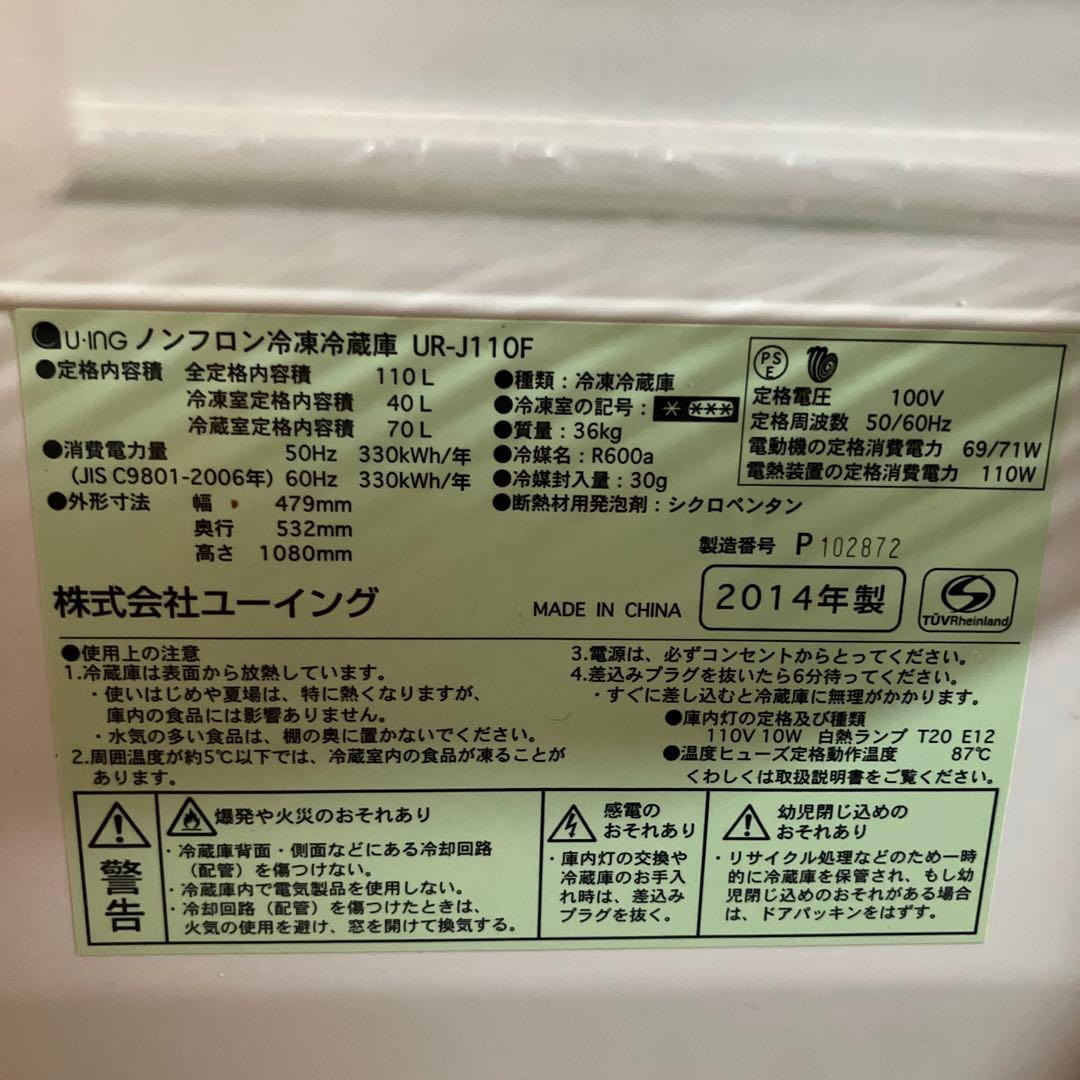 U·ING ノンフロン冷凍冷蔵庫 UR-J110F
●定格内容積 全定格内容積 110L
冷凍室定格内容積 40L
冷蔵室定格内容積 70L
●消費電力量 50Hz 330kWh/年
(JIS C9801-2006年) 60Hz 330kWh/年
●外形寸法 幅 479mm
奥行 532mm
高さ 1080mm
●種類：冷凍冷蔵庫
●冷凍室の記号：* ***
●質量：36kg
●冷媒名：R600a
●冷媒封入量：30g
●断熱材用発泡剤：シクロペンタン
PSE
定格電圧 100V
定格周波数 50/60Hz
電動機の定格消費電力 69/71W
電熱装置の定格消費電力 110W
製造番号 P102872
株式会社ユーイング
MADE IN CHINA
2014年製
TÜVRheinland
●使用上の注意
1.冷蔵庫は表面から放熱しています。
・使いはじめや夏場は、特に熱くなりますが、
庫内の食品には影響ありません。
・水気の多い食品は、棚の奥に置かないでください。
2.周囲温度が約5℃以下では、冷蔵室内の食品が凍ることが
あります。
3.電源は、必ずコンセントからとってください。
4.差込みプラグを抜いたら6分待ってください。
・すぐに差し込むと冷蔵庫に無理がかかります。
●庫内灯の定格及び種類
110V 10W 白熱ランプ T20 E12
●温度ヒューズ定格動作温度 87℃
くわしくは取扱説明書をご覧ください。
警告
爆発や火災のおそれあり
・冷蔵庫背面・側面などにある冷却回路
（配管）を傷つけない。
・冷蔵庫内で電気製品を使用しない。
・冷却回路（配管）を傷つけたときは、
火気の使用を避け、窓を開けて換気する。
感電の
おそれあり
・庫内灯の交換や
冷蔵庫のお手入
れ時は、差込み
プラグを抜く。
幼児閉じ込めの
おそれあり
・リサイクル処理などのため一時
的に冷蔵庫を保管され、もし幼
児閉じ込めのおそれがある場合
は、ドアパッキンをはずす。